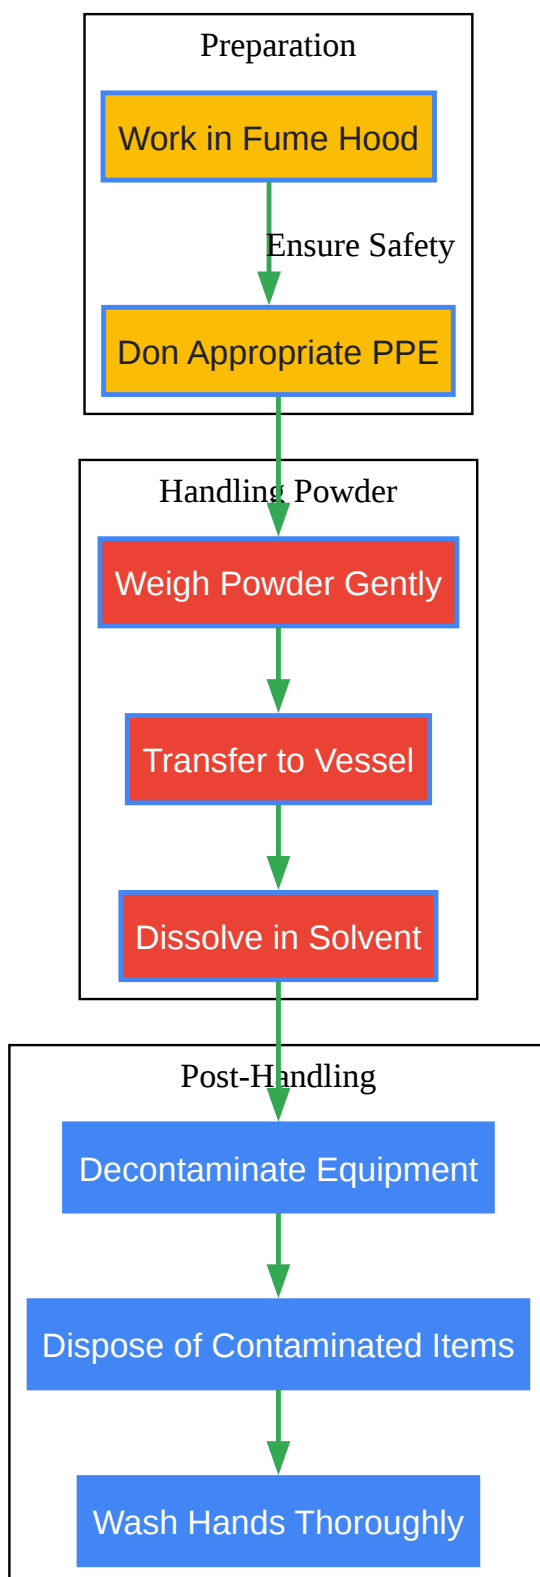 Preparation
Work in Fume Hood
Ensure Safety
Don Appropriate PPE
Handling Powder
Weigh Powder Gently
Transfer to Vessel
Dissolve in Solvent
Post-Handling
Decontaminate Equipment
Dispose of Contaminated Items
Wash Hands Thoroughly